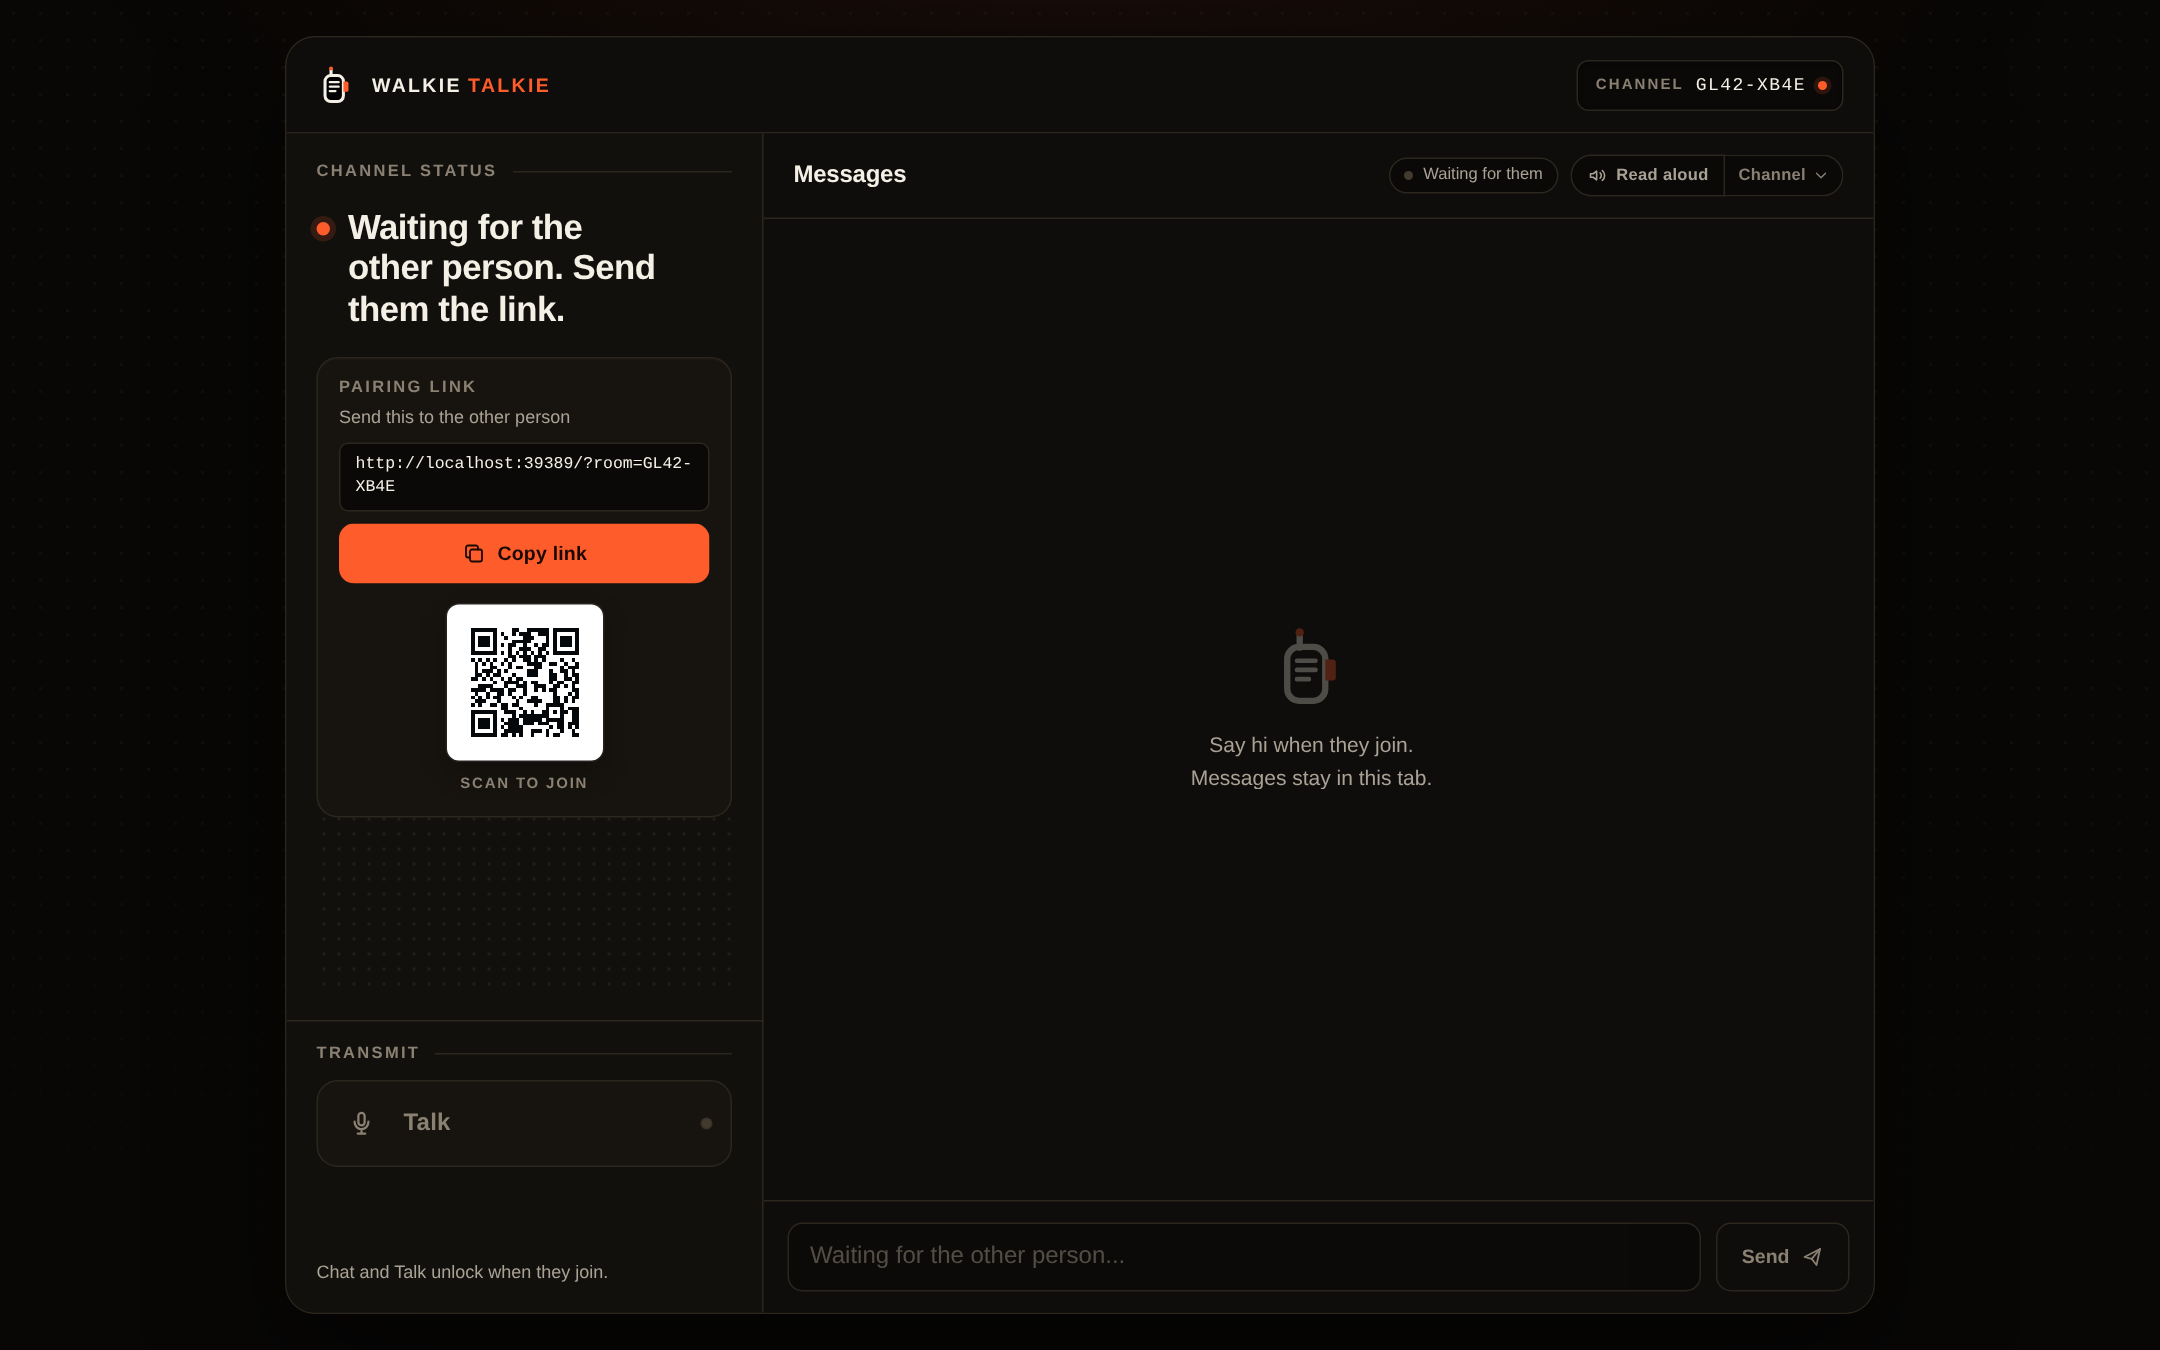 WALKIE TALKIE
CHANNEL GL42-XB4E
CHANNEL STATUS
Waiting for the
other person. Send
them the link.
PAIRING LINK
Send this to the other person
http://localhost:39389/?room=GL42-
XB4E
Copy link
SCAN TO JOIN
TRANSMIT
Talk
Chat and Talk unlock when they join.
Messages
Waiting for them
Read aloud
Channel
Say hi when they join.
Messages stay in this tab.
Waiting for the other person...
Send